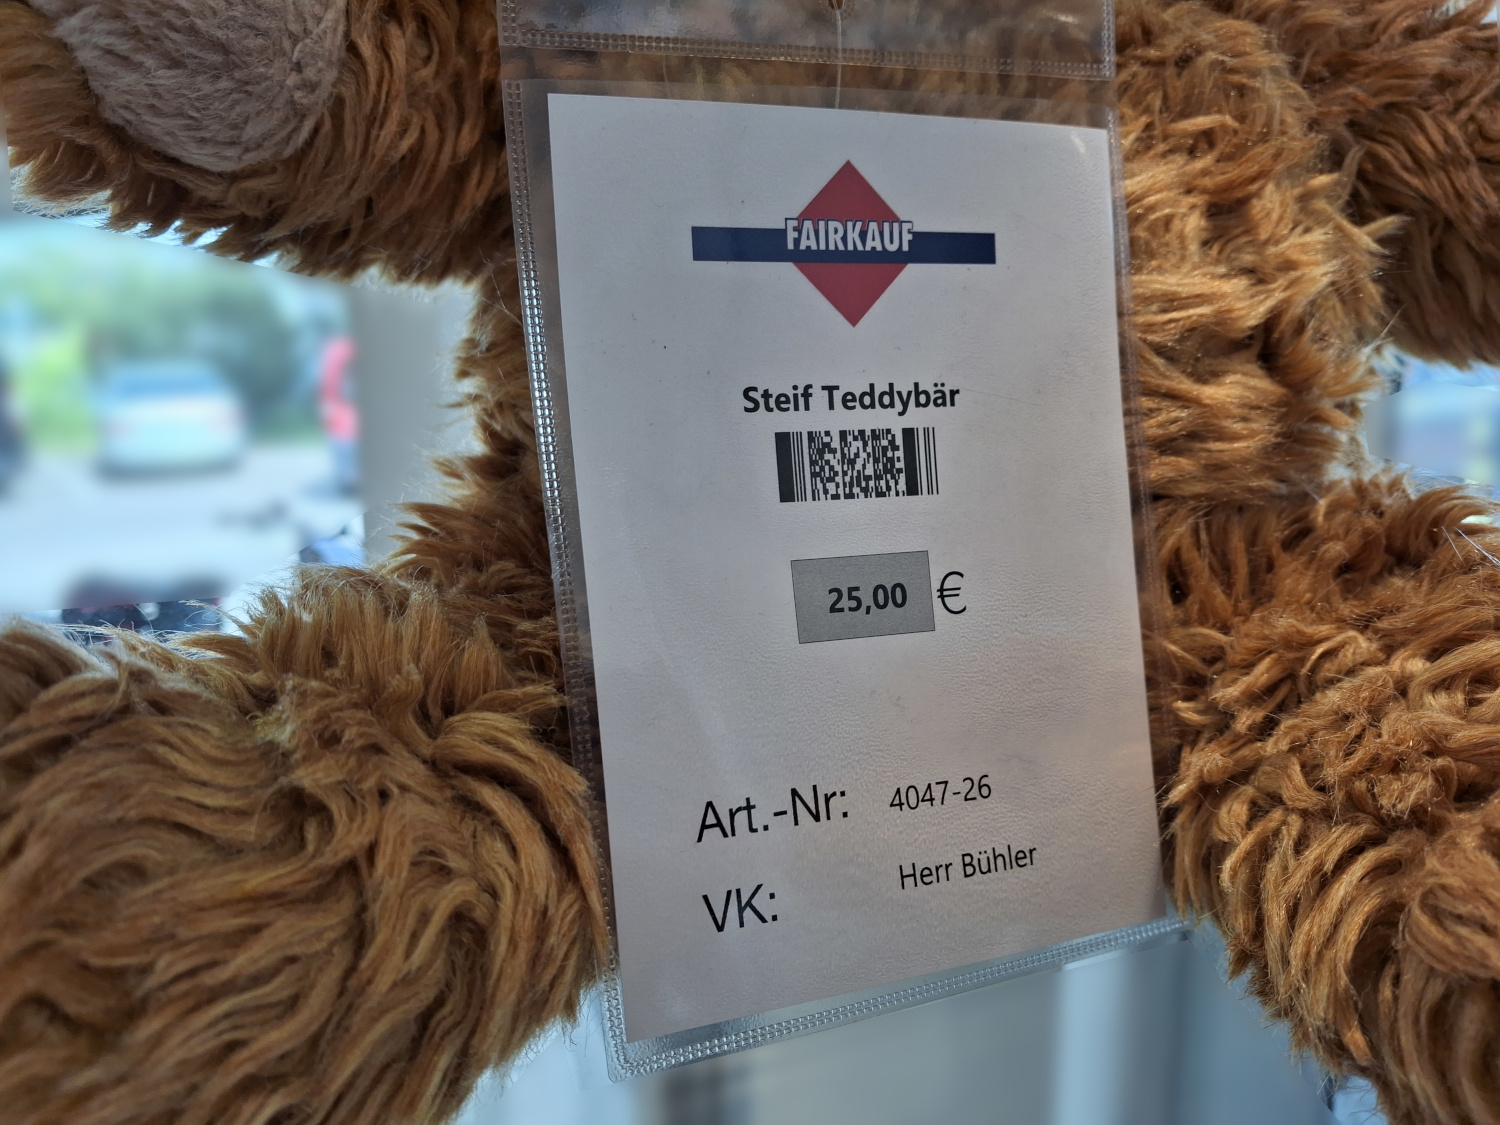 FAIRKAUF
Steif Teddybär
25,00 €
Art.-Nr: 4047-26
VK: Herr Bühler